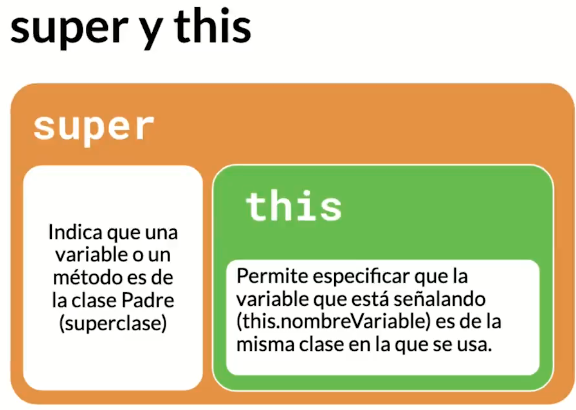 super y this
super
Indica que una
variable o un
método es de
la clase Padre
(superclase)
this
Permite especificar que la
variable que está señalando
(this.nombreVariable) es de la
misma clase en la que se usa.